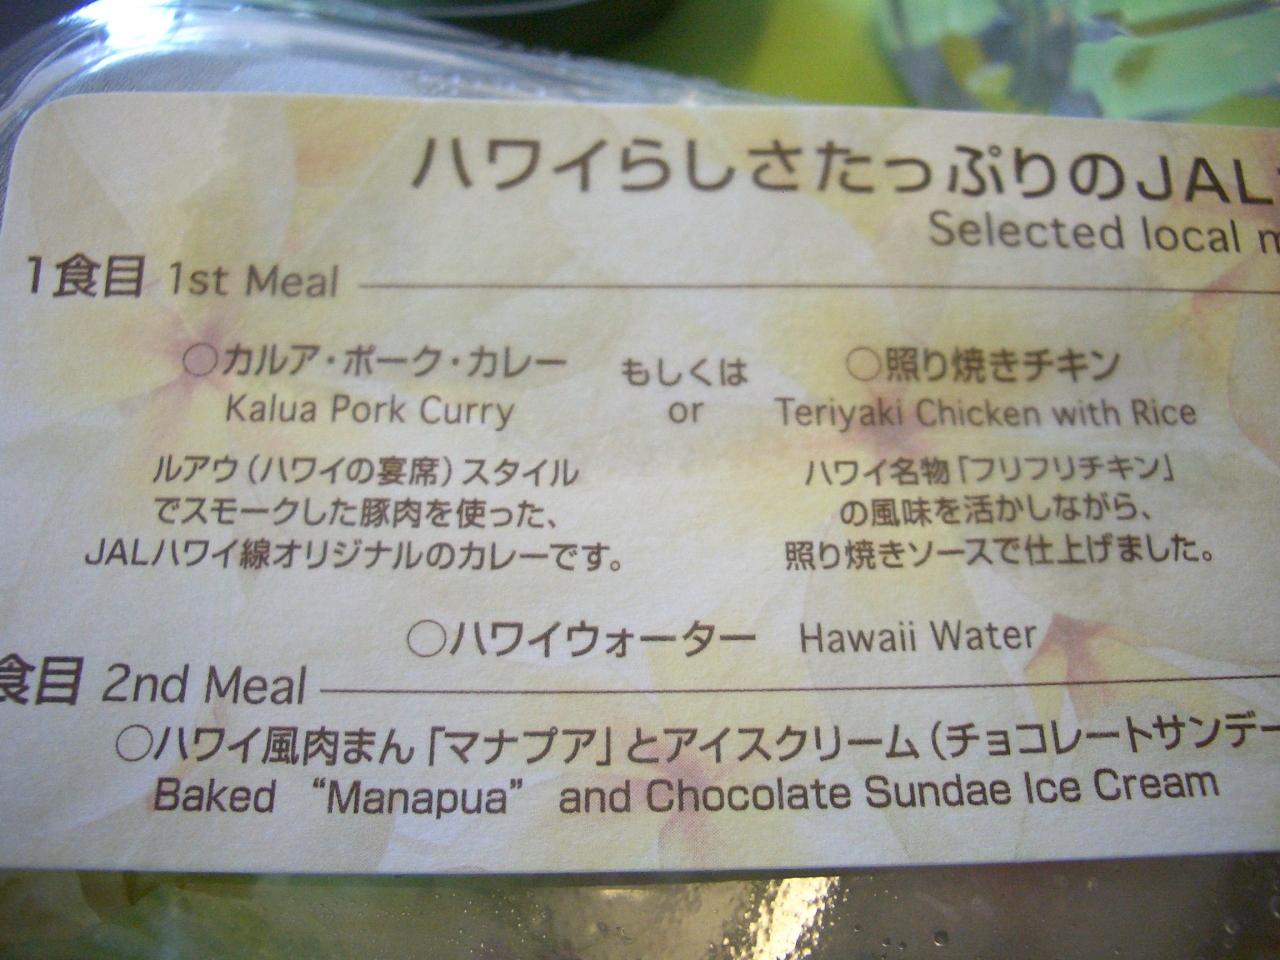 ハワイらしさたっぷりのJAL
Selected local
1食目 1st Meal
○カルア・ポーク・カレー もしくは ○照り焼きチキン
Kalua Pork Curry or Teriyaki Chicken with Rice
ルアウ（ハワイの宴席）スタイル
でスモークした豚肉を使った、
JALハワイ線オリジナルのカレーです。
ハワイ名物「フリフリチキン」
の風味を活かしながら、
照り焼きソースで仕上げました。
○ハワイウォーター Hawaii Water
食目 2nd Meal
○ハワイ風肉まん「マナプア」とアイスクリーム（チョコレートサンデー
Baked “Manapua” and Chocolate Sundae Ice Cream